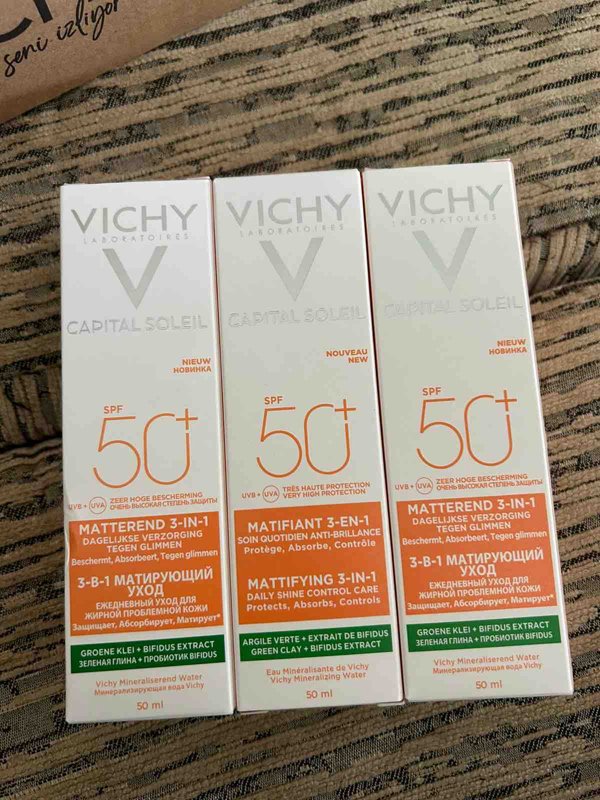 seni izliyor
VICHY
LABORATOIRES
V
CAPITAL SOLEIL
NIEUW
НОВИНКА
SPF
50+
UVB + UVA
ZEER HOGE BESCHERMING
ОЧЕНЬ ВЫСОКАЯ СТЕПЕНЬ ЗАЩИТЫ
MATTEREND 3-IN-1
DAGELIJKSE VERZORGING
TEGEN GLIMMEN
Beschermt, Absorbeert, Tegen glimmen
3-В-1 МАТИРУЮЩИЙ
УХОД
ЕЖЕДНЕВНЫЙ УХОД ДЛЯ
ЖИРНОЙ ПРОБЛЕМНОЙ КОЖИ
Защищает, Абсорбирует, Матирует*
GROENE KLEI + BIFIDUS EXTRACT
ЗЕЛЕНАЯ ГЛИНА + ПРОБИОТИК BIFIDUS
Vichy Mineraliserend Water
Минерализирующая вода Vichy
50 ml
VICHY
LABORATOIRES
V
CAPITAL SOLEIL
NOUVEAU
NEW
SPF
50+
UVB + UVA
TRÈS HAUTE PROTECTION
VERY HIGH PROTECTION
MATIFIANT 3-EN-1
SOIN QUOTIDIEN ANTI-BRILLANCE
Protège, Absorbe, Contrôle
MATTIFYING 3-IN-1
DAILY SHINE CONTROL CARE
Protects, Absorbs, Controls
ARGILE VERTE + EXTRAIT DE BIFIDUS
GREEN CLAY + BIFIDUS EXTRACT
Eau Minéralisante de Vichy
Vichy Mineralizing Water
50 ml
VICHY
LABORATOIRES
V
CAPITAL SOLEIL
NIEUW
НОВИНКА
SPF
50+
UVB + UVA
ZEER HOGE BESCHERMING
ОЧЕНЬ ВЫСОКАЯ СТЕПЕНЬ ЗАЩИТЫ
MATTEREND 3-IN-1
DAGELIJKSE VERZORGING
TEGEN GLIMMEN
Beschermt, Absorbeert, Tegen glimmen
3-В-1 МАТИРУЮЩИЙ
УХОД
ЕЖЕДНЕВНЫЙ УХОД ДЛЯ
ЖИРНОЙ ПРОБЛЕМНОЙ КОЖИ
Защищает, Абсорбирует, Матирует*
GROENE KLEI + BIFIDUS EXTRACT
ЗЕЛЕНАЯ ГЛИНА + ПРОБИОТИК BIFIDUS
Vichy Mineraliserend Water
Минерализирующая вода Vichy
50 ml